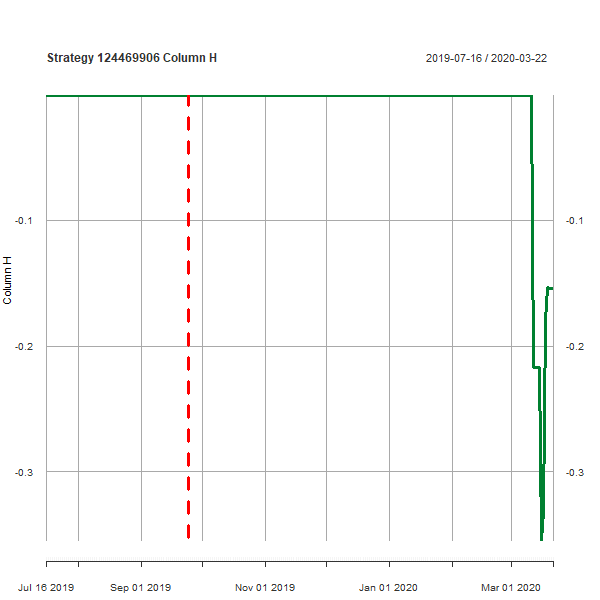 Strategy 124469906 Column H
2019-07-16 / 2020-03-22
-0.1
-0.1
Column H
-0.2
-0.2
-0.3
-0.3
Jul 16 2019
Sep 01 2019
Nov 01 2019
Jan 01 2020
Mar 01 2020